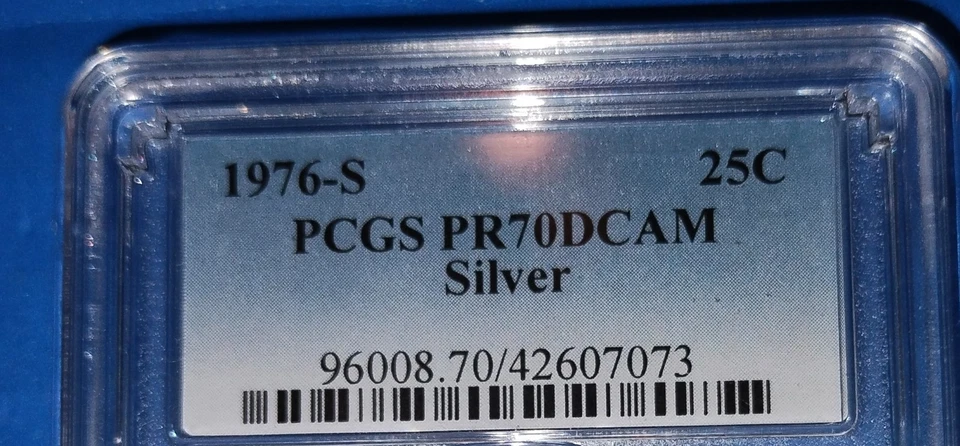 1976-S 25C
PCGS PR70DCAM
Silver
96008.70/42607073